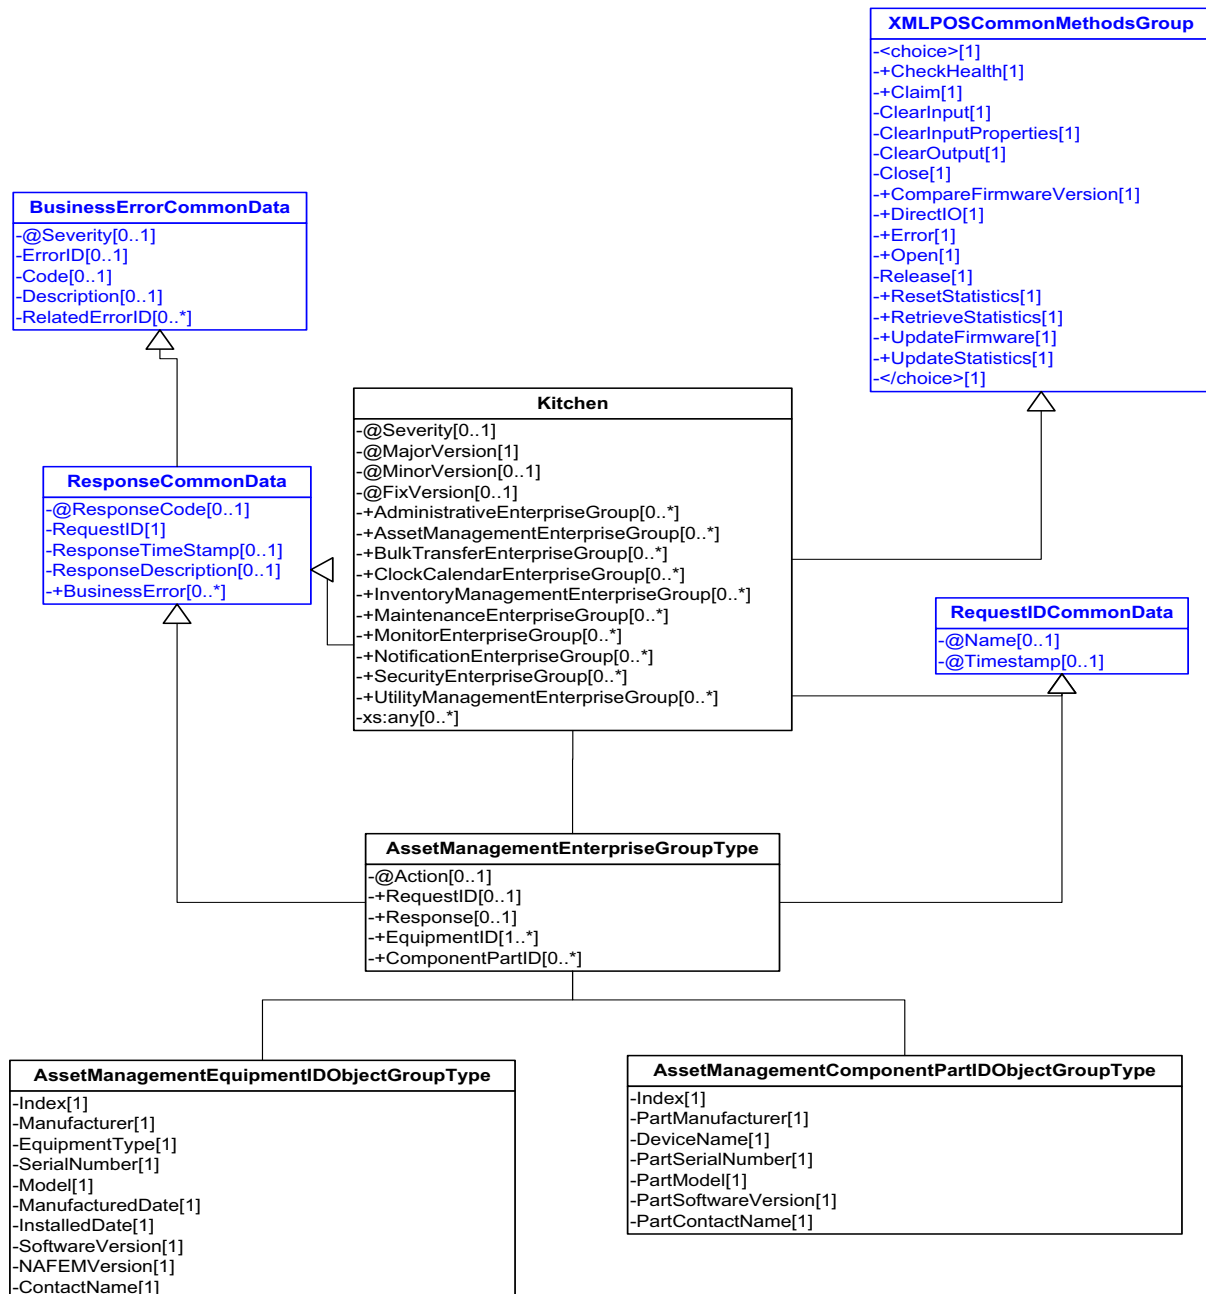 XMLPOSCommonMethodsGroup
-<choice>[1]
-+CheckHealth[1]
-+Claim[1]
-ClearInput[1]
-ClearInputProperties[1]
-ClearOutput[1]
-Close[1]
-+CompareFirmwareVersion[1]
-+DirectIO[1]
-+Error[1]
-+Open[1]
-Release[1]
-+ResetStatistics[1]
-+RetrieveStatistics[1]
-+UpdateFirmware[1]
-+UpdateStatistics[1]
-</choice>[1]
BusinessErrorCommonData
-@Severity[0..1]
-ErrorID[0..1]
-Code[0..1]
-Description[0..1]
-RelatedErrorID[0..*]
Kitchen
-@Severity[0..1]
-@MajorVersion[1]
-@MinorVersion[0..1]
-@FixVersion[0..1]
-+AdministrativeEnterpriseGroup[0..*]
-+AssetManagementEnterpriseGroup[0..*]
-+BulkTransferEnterpriseGroup[0..*]
-+ClockCalendarEnterpriseGroup[0..*]
-+InventoryManagementEnterpriseGroup[0..*]
-+MaintenanceEnterpriseGroup[0..*]
-+MonitorEnterpriseGroup[0..*]
-+NotificationEnterpriseGroup[0..*]
-+SecurityEnterpriseGroup[0..*]
-+UtilityManagementEnterpriseGroup[0..*]
-xs:any[0..*]
ResponseCommonData
-@ResponseCode[0..1]
-RequestID[1]
-ResponseTimeStamp[0..1]
-ResponseDescription[0..1]
-+BusinessError[0..*]
RequestIDCommonData
-@Name[0..1]
-@Timestamp[0..1]
AssetManagementEnterpriseGroupType
-@Action[0..1]
-+RequestID[0..1]
-+Response[0..1]
-+EquipmentID[1..*]
-+ComponentPartID[0..*]
AssetManagementEquipmentIDObjectGroupType
-Index[1]
-Manufacturer[1]
-EquipmentType[1]
-SerialNumber[1]
-Model[1]
-ManufacturedDate[1]
-InstalledDate[1]
-SoftwareVersion[1]
-NAFEMVersion[1]
-ContactName[1]
AssetManagementComponentPartIDObjectGroupType
-Index[1]
-PartManufacturer[1]
-DeviceName[1]
-PartSerialNumber[1]
-PartModel[1]
-PartSoftwareVersion[1]
-PartContactName[1]